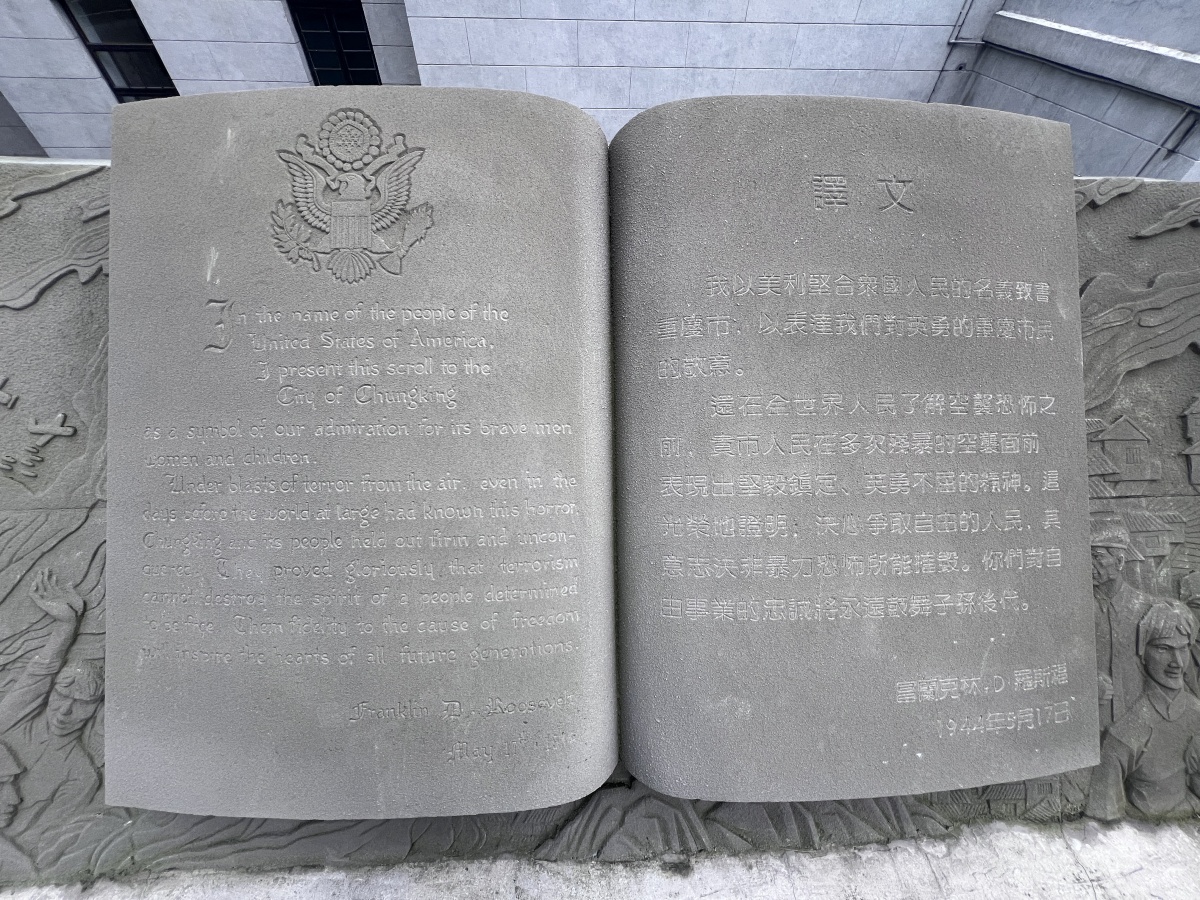 In the name of the people of the
United States of America,
I present this scroll to the
City of Chungking
as a symbol of our admiration for its brave men
women and children.
Under blasts of terror from the air, even in the
days before the world at large had known this horror,
Chungking and its people held out firm and uncon-
quered. They proved gloriously that terrorism
cannot destroy the spirit of a people determined
to be free. Their fidelity to the cause of freedom
will inspire the hearts of all future generations.
Franklin D. Roosevelt
May 17th
譯文
我以美利堅合衆國人民的名義致書
重慶市，以表達我們對英勇的重慶市民
的敬意。
遠在全世界人民了解空襲恐怖之
前，貴市人民在多次殘暴的空襲面前
表現出堅毅鎮定、英勇不屈的精神。這
光榮地證明；決心爭取自由的人民，其
意志決非暴力恐怖所能摧毀。你們對自
由事業的忠誠將永遠鼓舞子孫後代。
富蘭克林·D·羅斯福
1944年5月17日